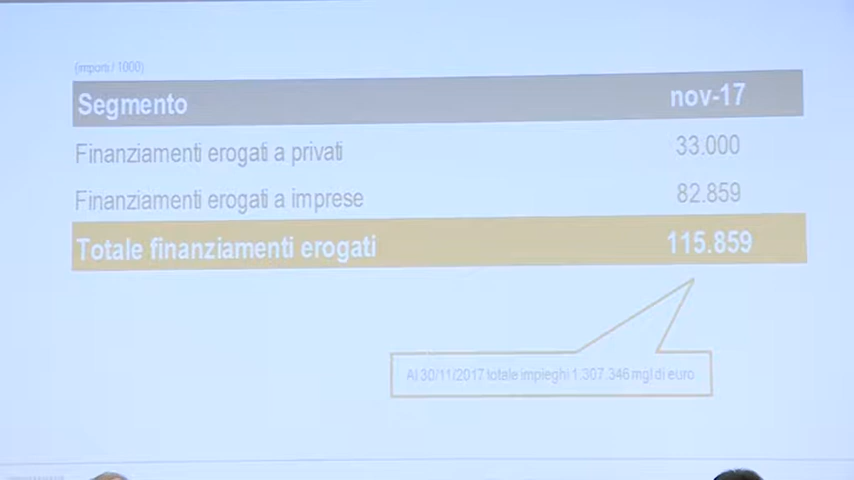 (importi / 1000)
Segmento nov-17
Finanziamenti erogati a privati 33.000
Finanziamenti erogati a imprese 82.859
Totale finanziamenti erogati 115.859
Al 30/11/2017 totale impieghi 1.307.346 mgl di euro